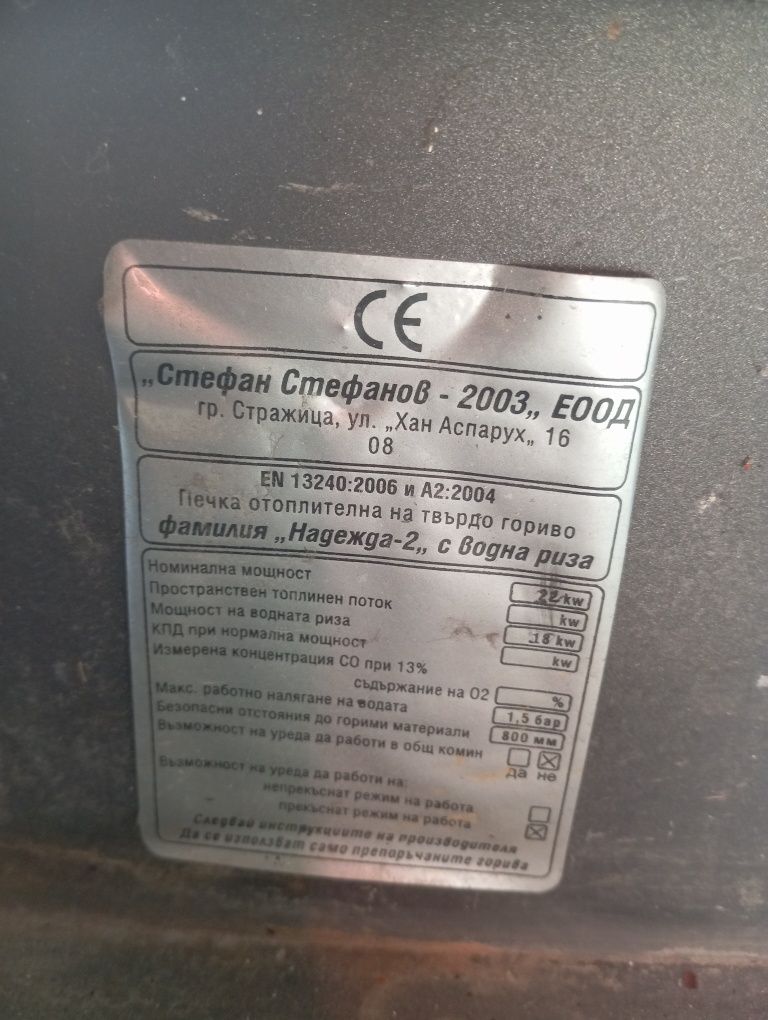 CE
„Стефан Стефанов - 2003„ ЕООД
гр. Стражица, ул. „Хан Аспарух„ 16
08
EN 13240:2006 и A2:2004
Печка отоплителна на твърдо гориво
фамилия „Надежда-2„ с водна риза
Номинална мощност 22 kw
Пространствен топлинен поток kw
Мощност на водната риза 18 kw
КПД при нормална мощност kw
Измерена концентрация CO при 13%
съдържание на O2 %
Макс. работно налягане на водата 1,5 бар
Безопасни отстояния до горими материали 800 мм
Възможност на уреда да работи в общ комин
да не
Възможност на уреда да работи на:
непрекъснат режим на работа
прекъснат режим на работа
Следвай инструкциите на производителя
Да се използват само препоръчаните горива